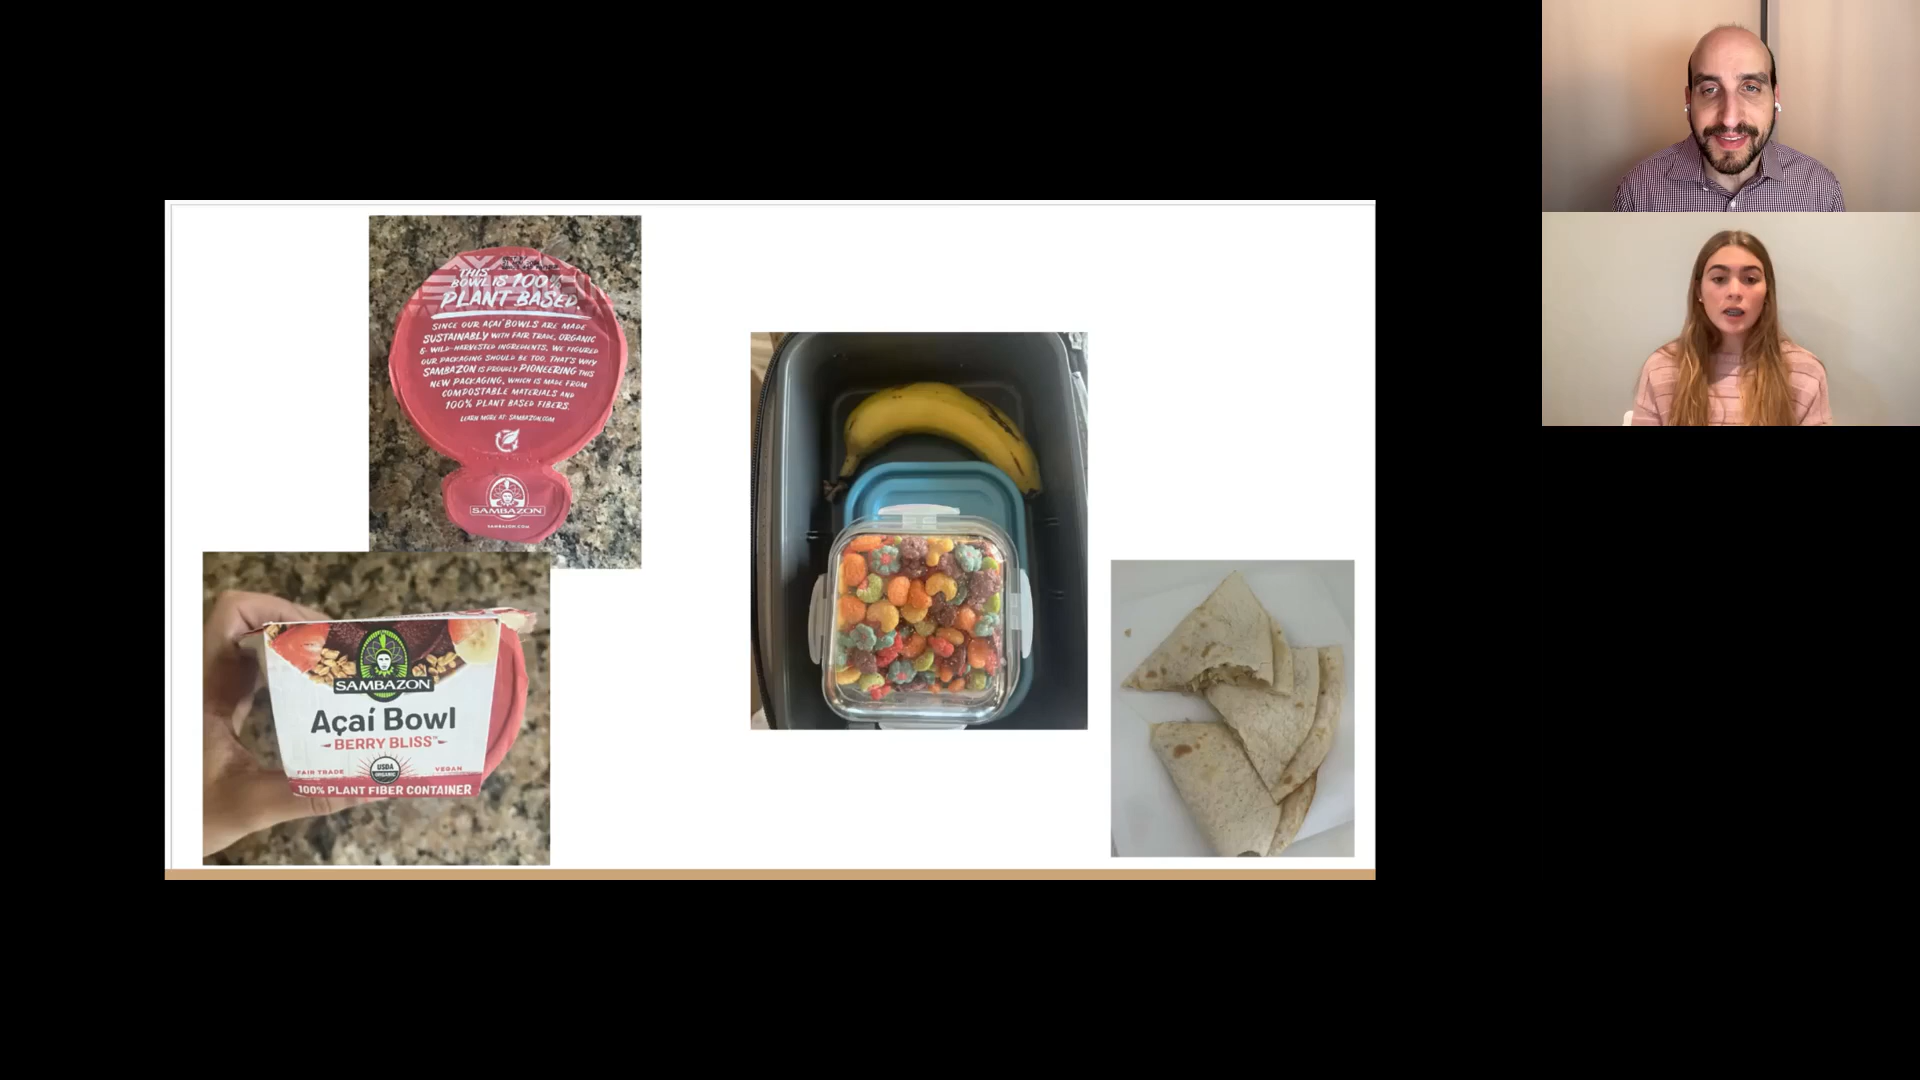 THIS
BOWL IS 100%
PLANT BASED.
SINCE OUR AÇAÍ BOWLS ARE MADE
SUSTAINABLY WITH FAIR TRADE, ORGANIC
& WILD-HARVESTED INGREDIENTS, WE FIGURED
OUR PACKAGING SHOULD BE TOO. THAT'S WHY
SAMBAZON IS PROUDLY PIONEERING THIS
NEW PACKAGING, WHICH IS MADE FROM
COMPOSTABLE MATERIALS AND
100% PLANT BASED FIBERS.
LEARN MORE AT: SAMBAZON.COM
SAMBAZON
SAMBAZON.COM
SAMBAZON
Açaí Bowl
BERRY BLISS™
FAIR TRADE
USDA
ORGANIC
VEGAN
100% PLANT FIBER CONTAINER